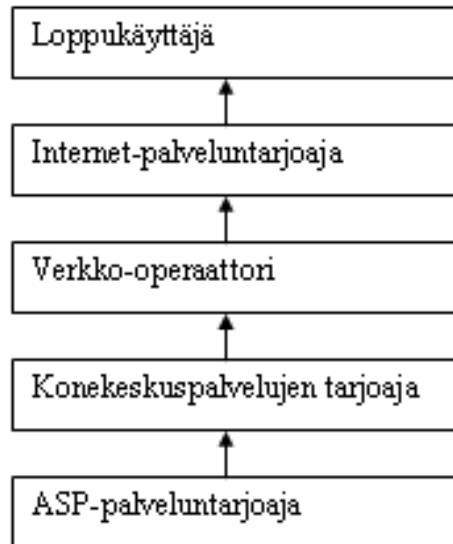 Loppukäyttäjä
Internet-palveluntarjoaja
Verkko-operaattori
Konekeskuspalvelujen tarjoaja
ASP-palveluntarjoaja